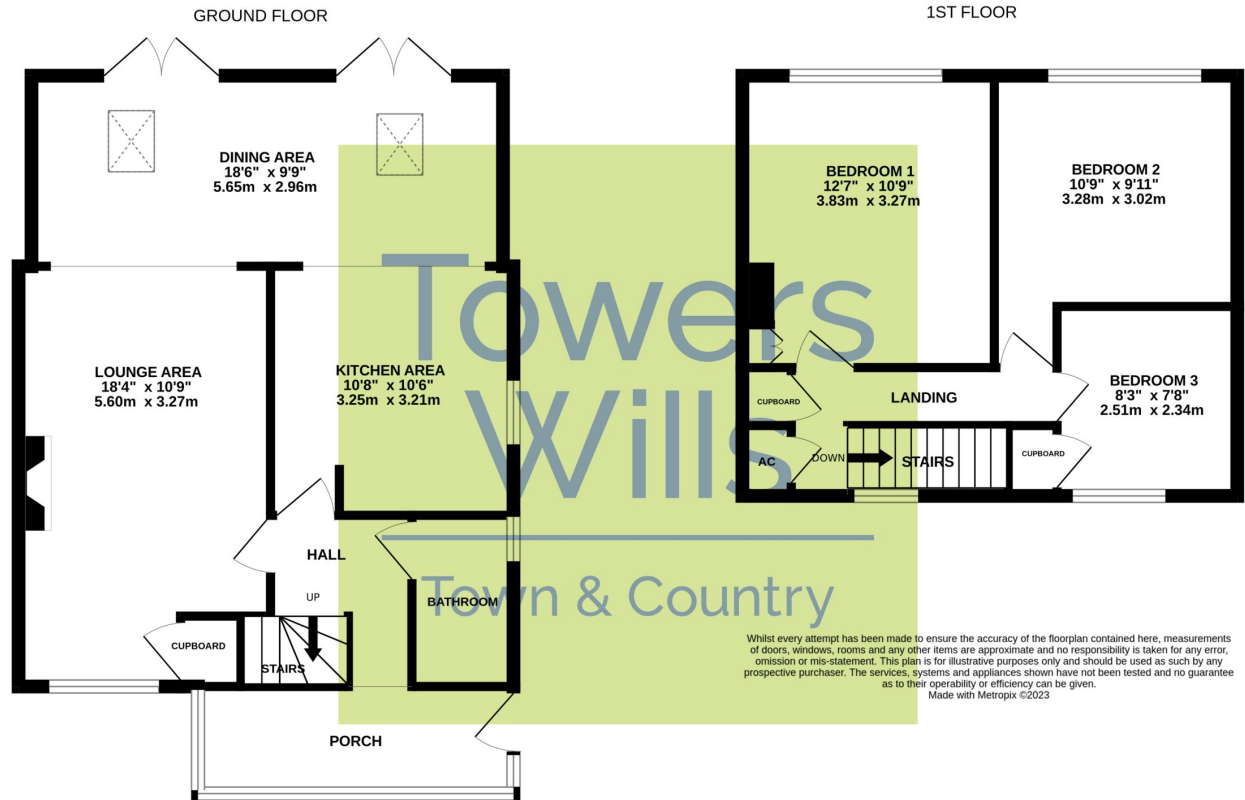 GROUND FLOOR
1ST FLOOR
DINING AREA
18'6" x 9'9"
5.65m x 2.96m
BEDROOM 1
12'7" x 10'9"
3.83m x 3.27m
BEDROOM 2
10'9" x 9'11"
3.28m x 3.02m
Towers
Wills
Town & Country
LOUNGE AREA
18'4" x 10'9"
5.60m x 3.27m
KITCHEN AREA
10'8" x 10'6"
3.25m x 3.21m
CUPBOARD
LANDING
BEDROOM 3
8'3" x 7'8"
2.51m x 2.34m
AC
DOWN
STAIRS
CUPBOARD
HALL
UP
BATHROOM
CUPBOARD
STAIRS
PORCH
Whilst every attempt has been made to ensure the accuracy of the floorplan contained here, measurements
of doors, windows, rooms and any other items are approximate and no responsibility is taken for any error,
omission or mis-statement. This plan is for illustrative purposes only and should be used as such by any
prospective purchaser. The services, systems and appliances shown have not been tested and no guarantee
as to their operability or efficiency can be given.
Made with Metropix ©2023